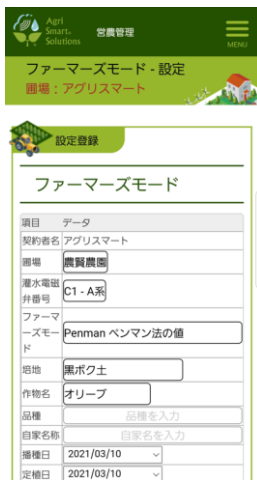 Agri
Smart
Solutions
営農管理
MENU
ファーマーズモード - 設定
圃場：アグリスマート
設定登録
ファーマーズモード
項目 データ
契約者名 アグリスマート
圃場 農賢農園
灌水電磁
弁番号 C1 - A系
ファーマ
ーズモー
ド Penman ペンマン法の値
培地 黒ボク土
作物名 オリーブ
品種 品種を入力
自家名称 自家名を入力
播種日 2021/03/10
定植日 2021/03/10